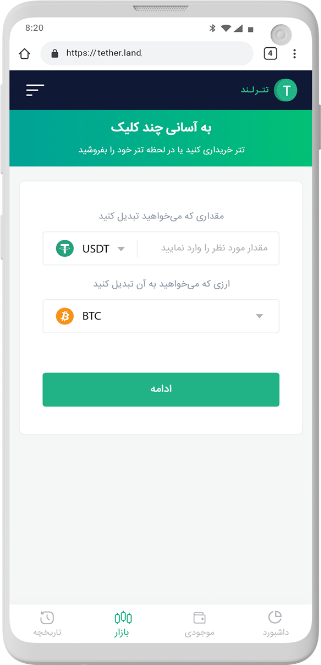 8:20
https://tether.land.
4
تترلند
به آسانی چند کلیک
تتر خریداری کنید یا در لحظه تتر خود را بفروشید
مقداری که می‌خواهید تبدیل کنید
USDT
مقدار مورد نظر را وارد نمایید
ارزی که می‌خواهید به آن تبدیل کنید
BTC
ادامه
داشبورد
موجودی
بازار
تاریخچه